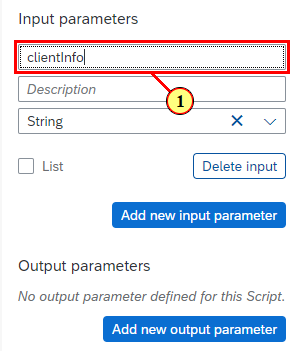 Input parameters
clientInfo
Description
1
String
List
Delete input
Add new input parameter
Output parameters
No output parameter defined for this Script.
Add new output parameter